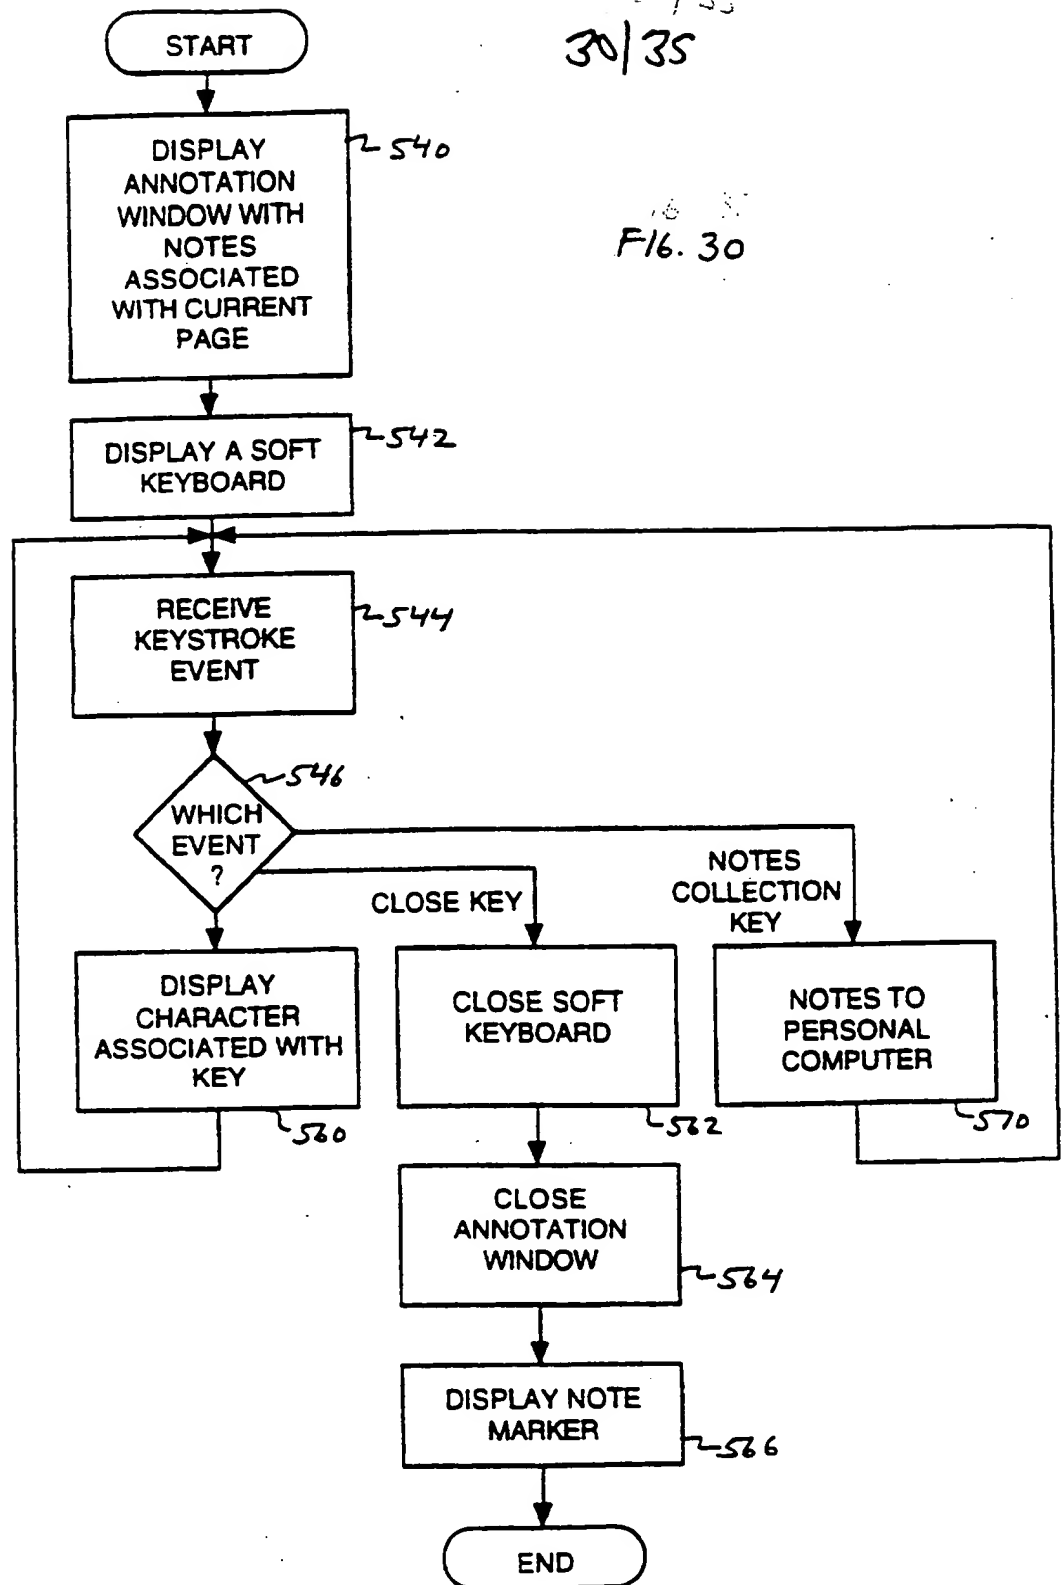 START
30/35
DISPLAY
ANNOTATION
WINDOW WITH
NOTES
ASSOCIATED
WITH CURRENT
PAGE
540
FIG. 30
DISPLAY A SOFT
KEYBOARD
542
RECEIVE
KEYSTROKE
EVENT
544
WHICH
EVENT
?
546
CLOSE KEY
NOTES
COLLECTION
KEY
DISPLAY
CHARACTER
ASSOCIATED WITH
KEY
560
CLOSE SOFT
KEYBOARD
562
NOTES TO
PERSONAL
COMPUTER
570
CLOSE
ANNOTATION
WINDOW
564
DISPLAY NOTE
MARKER
566
END